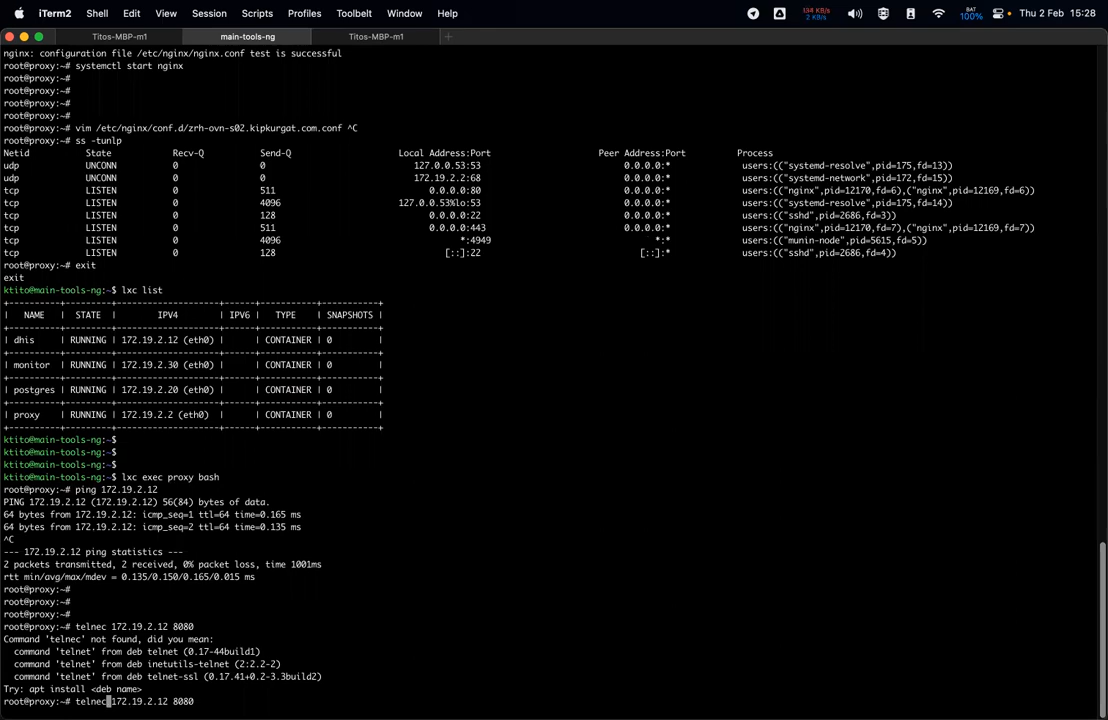 iTerm2 Shell Edit View Session Scripts Profiles Toolbelt Window Help 134 KB/s 2 KB/s BAT 100% Thu 2 Feb 15:28
Titos-MBP-m1 main-tools-ng Titos-MBP-m1 +
nginx: configuration file /etc/nginx/nginx.conf test is successful
root@proxy:~# systemctl start nginx
root@proxy:~#
root@proxy:~#
root@proxy:~#
root@proxy:~#
root@proxy:~# vim /etc/nginx/conf.d/zrh-ovn-s02.kipkurgat.com.conf ^C
root@proxy:~# ss -tunlp
Netid State Recv-Q Send-Q Local Address:Port Peer Address:Port Process
udp UNCONN 0 0 127.0.0.53:53 0.0.0.0:* users:(("systemd-resolve",pid=175,fd=13))
udp UNCONN 0 0 172.19.2.2:68 0.0.0.0:* users:(("systemd-network",pid=172,fd=15))
tcp LISTEN 0 511 0.0.0.0:80 0.0.0.0:* users:(("nginx",pid=12170,fd=6),("nginx",pid=12169,fd=6))
tcp LISTEN 0 4096 127.0.0.53%lo:53 0.0.0.0:* users:(("systemd-resolve",pid=175,fd=14))
tcp LISTEN 0 128 0.0.0.0:22 0.0.0.0:* users:(("sshd",pid=2686,fd=3))
tcp LISTEN 0 511 0.0.0.0:443 0.0.0.0:* users:(("nginx",pid=12170,fd=7),("nginx",pid=12169,fd=7))
tcp LISTEN 0 4096 *:4949 *:* users:(("munin-node",pid=5615,fd=5))
tcp LISTEN 0 128 [::]:22 [::]:* users:(("sshd",pid=2686,fd=4))
root@proxy:~# exit
exit
ktito@main-tools-ng:~$ lxc list
+----------+---------+---------------------+------+-----------+-----------+
| NAME | STATE | IPV4 | IPV6 | TYPE | SNAPSHOTS |
+----------+---------+---------------------+------+-----------+-----------+
| dhis | RUNNING | 172.19.2.12 (eth0) | | CONTAINER | 0 |
+----------+---------+---------------------+------+-----------+-----------+
| monitor | RUNNING | 172.19.2.30 (eth0) | | CONTAINER | 0 |
+----------+---------+---------------------+------+-----------+-----------+
| postgres | RUNNING | 172.19.2.20 (eth0) | | CONTAINER | 0 |
+----------+---------+---------------------+------+-----------+-----------+
| proxy | RUNNING | 172.19.2.2 (eth0) | | CONTAINER | 0 |
+----------+---------+---------------------+------+-----------+-----------+
ktito@main-tools-ng:~$
ktito@main-tools-ng:~$
ktito@main-tools-ng:~$
ktito@main-tools-ng:~$ lxc exec proxy bash
root@proxy:~# ping 172.19.2.12
PING 172.19.2.12 (172.19.2.12) 56(84) bytes of data.
64 bytes from 172.19.2.12: icmp_seq=1 ttl=64 time=0.165 ms
64 bytes from 172.19.2.12: icmp_seq=2 ttl=64 time=0.135 ms
^C
--- 172.19.2.12 ping statistics ---
2 packets transmitted, 2 received, 0% packet loss, time 1001ms
rtt min/avg/max/mdev = 0.135/0.150/0.165/0.015 ms
root@proxy:~#
root@proxy:~#
root@proxy:~#
root@proxy:~# telnec 172.19.2.12 8080
Command 'telnec' not found, did you mean:
command 'telnet' from deb telnet (0.17-44build1)
command 'telnet' from deb inetutils-telnet (2:2.2-2)
command 'telnet' from deb telnet-ssl (0.17.41+0.2-3.3build2)
Try: apt install <deb name>
root@proxy:~# telnec 172.19.2.12 8080